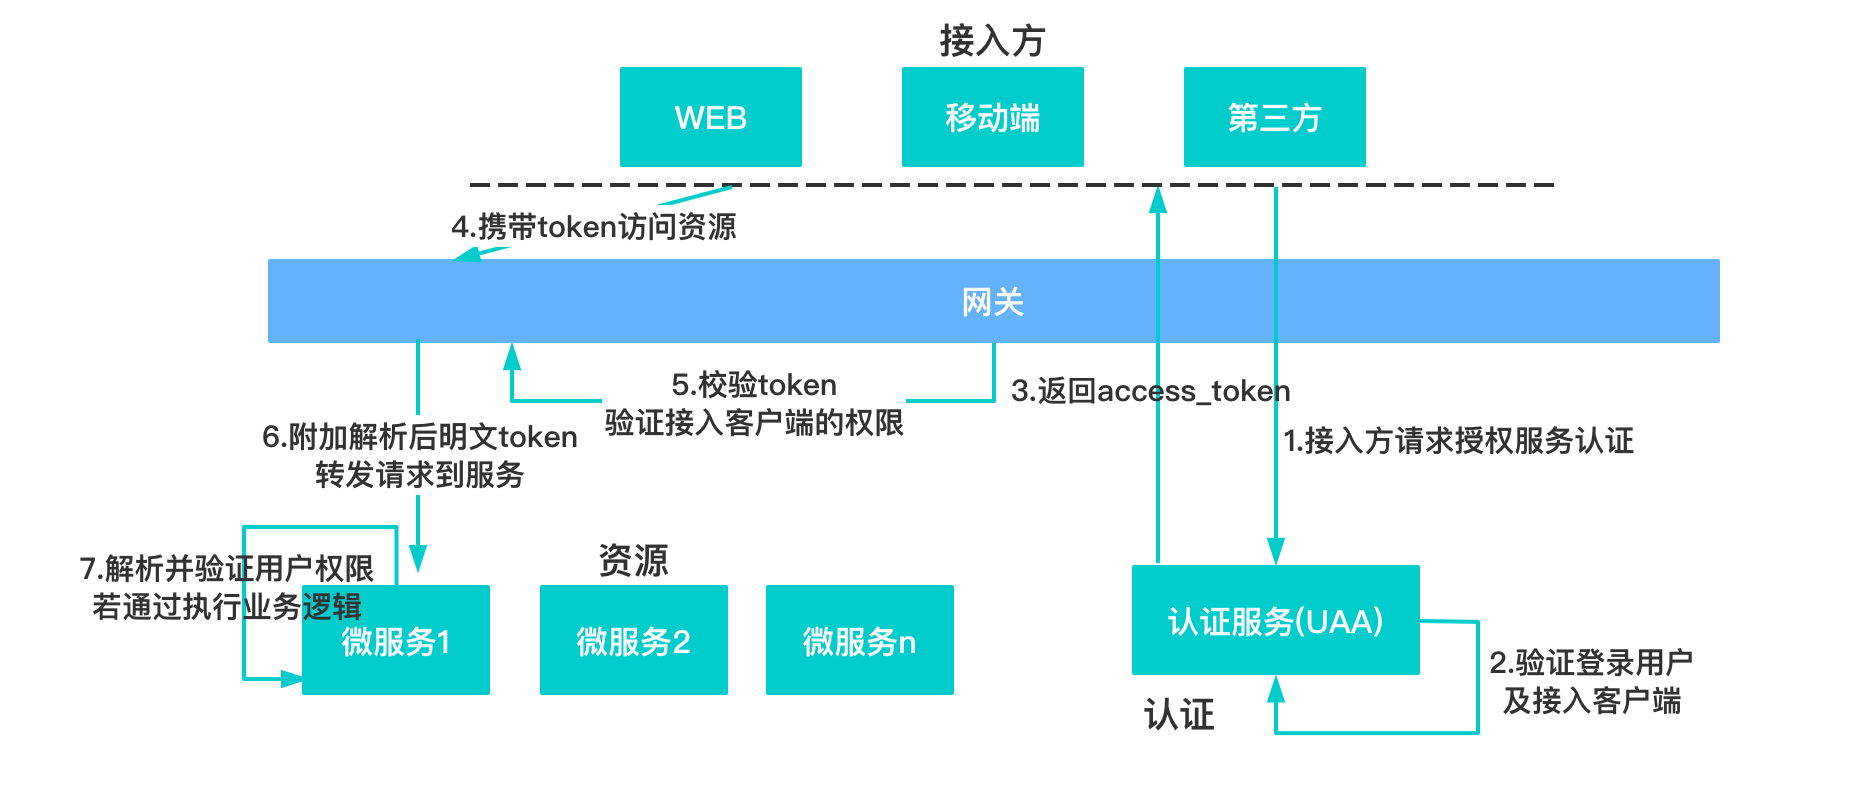 接入方
WEB
移动端
第三方
4.携带token访问资源
网关
5.校验token
验证接入客户端的权限
3.返回access_token
1.接入方请求授权服务认证
6.附加解析后明文token
转发请求到服务
7.解析并验证用户权限
若通过执行业务逻辑
资源
微服务1
微服务2
微服务n
认证服务(UAA)
2.验证登录用户
及接入客户端
认证